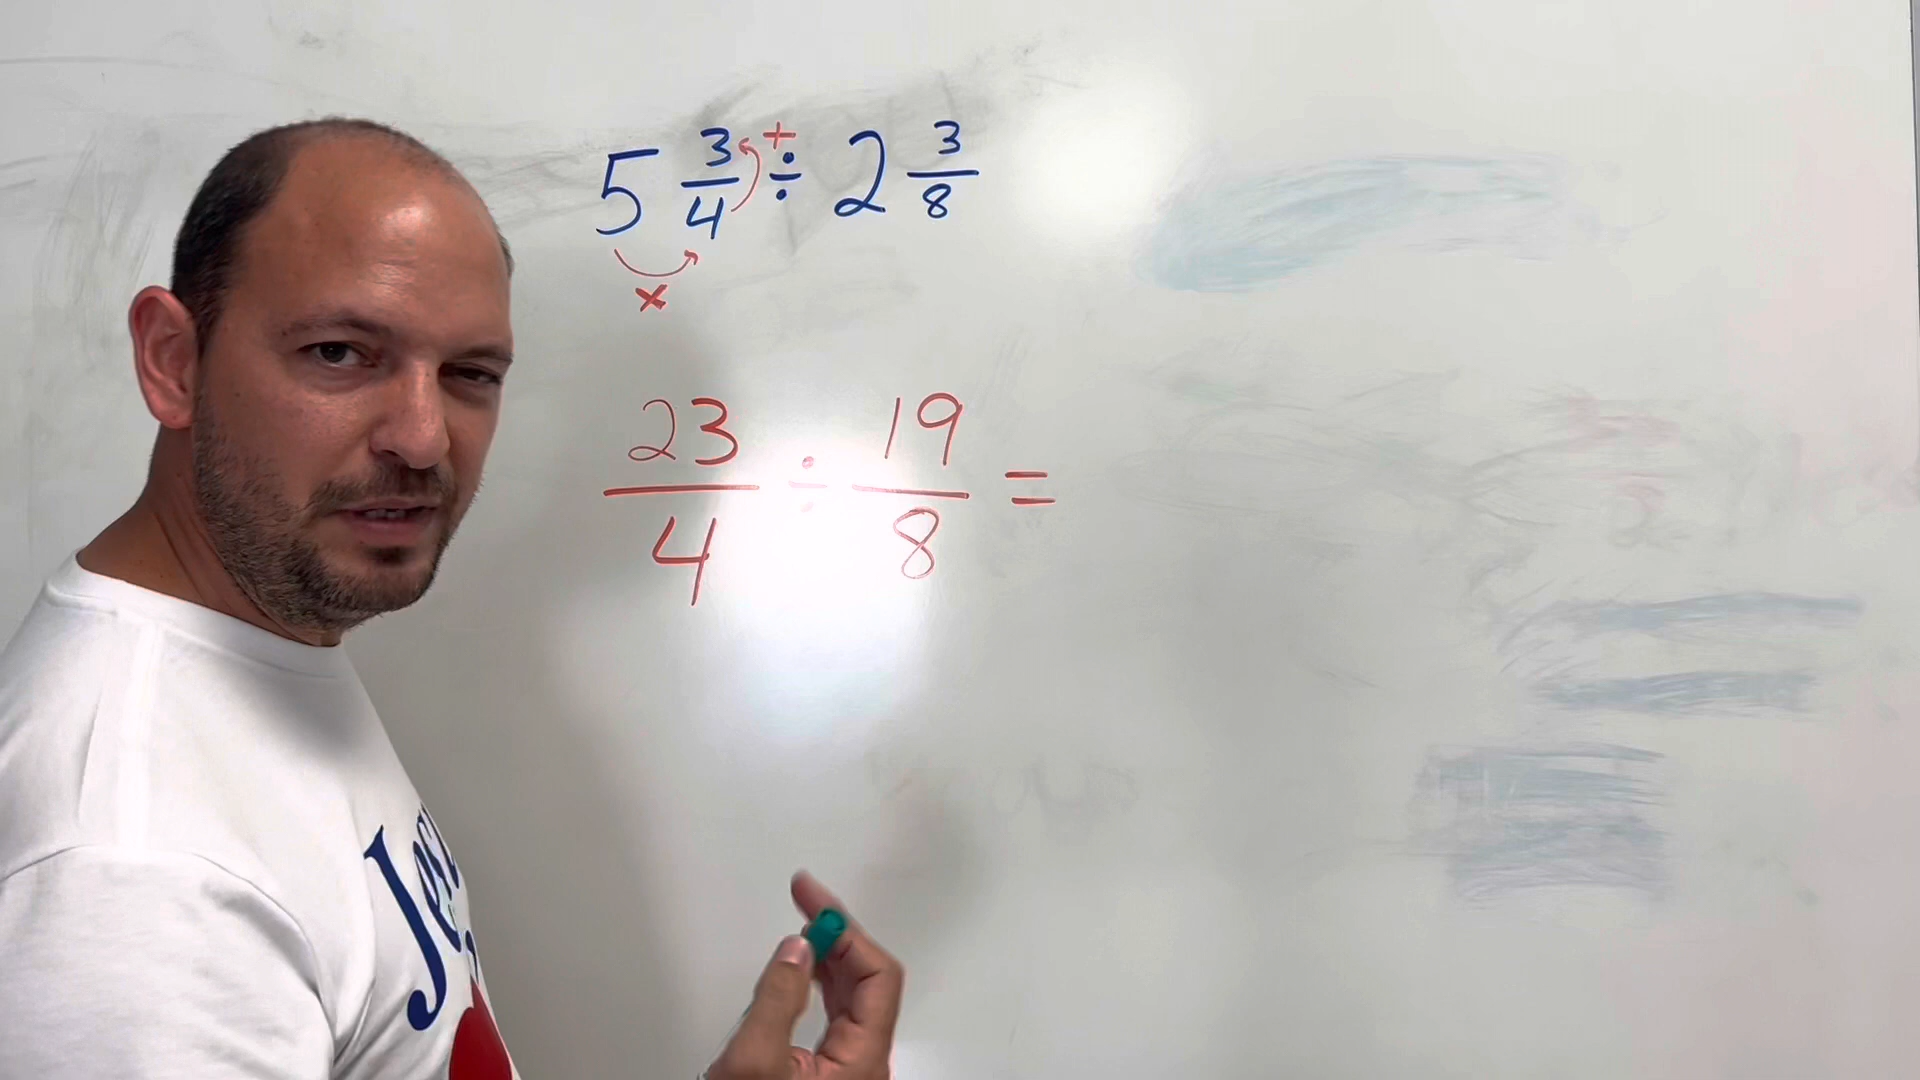 5 3/4 ÷ 2 3/8
+
×
23/4 ÷ 19/8 =